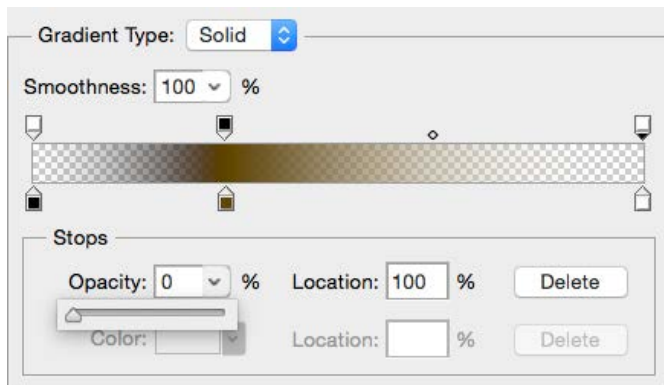 Gradient Type: Solid
Smoothness: 100 %
Stops
Opacity: 0 % Location: 100 % Delete
Color: Location: % Delete